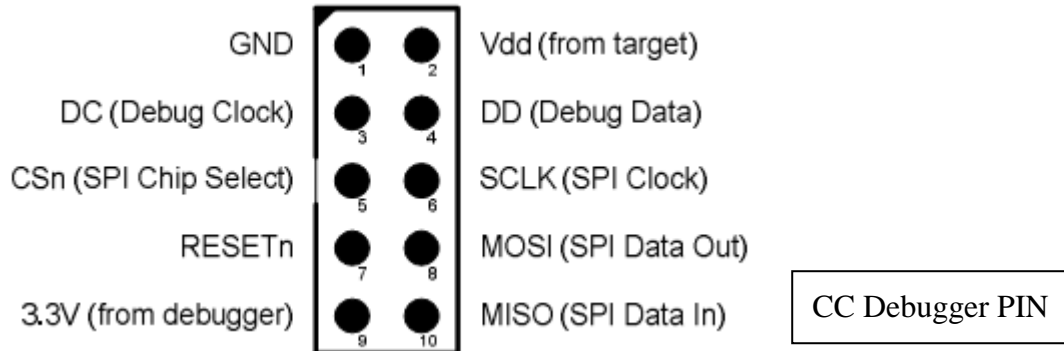 GND
Vdd (from target)
1
2
DC (Debug Clock)
DD (Debug Data)
3
4
CSn (SPI Chip Select)
SCLK (SPI Clock)
5
6
RESETn
MOSI (SPI Data Out)
7
8
3.3V (from debugger)
MISO (SPI Data In)
9
10
CC Debugger PIN